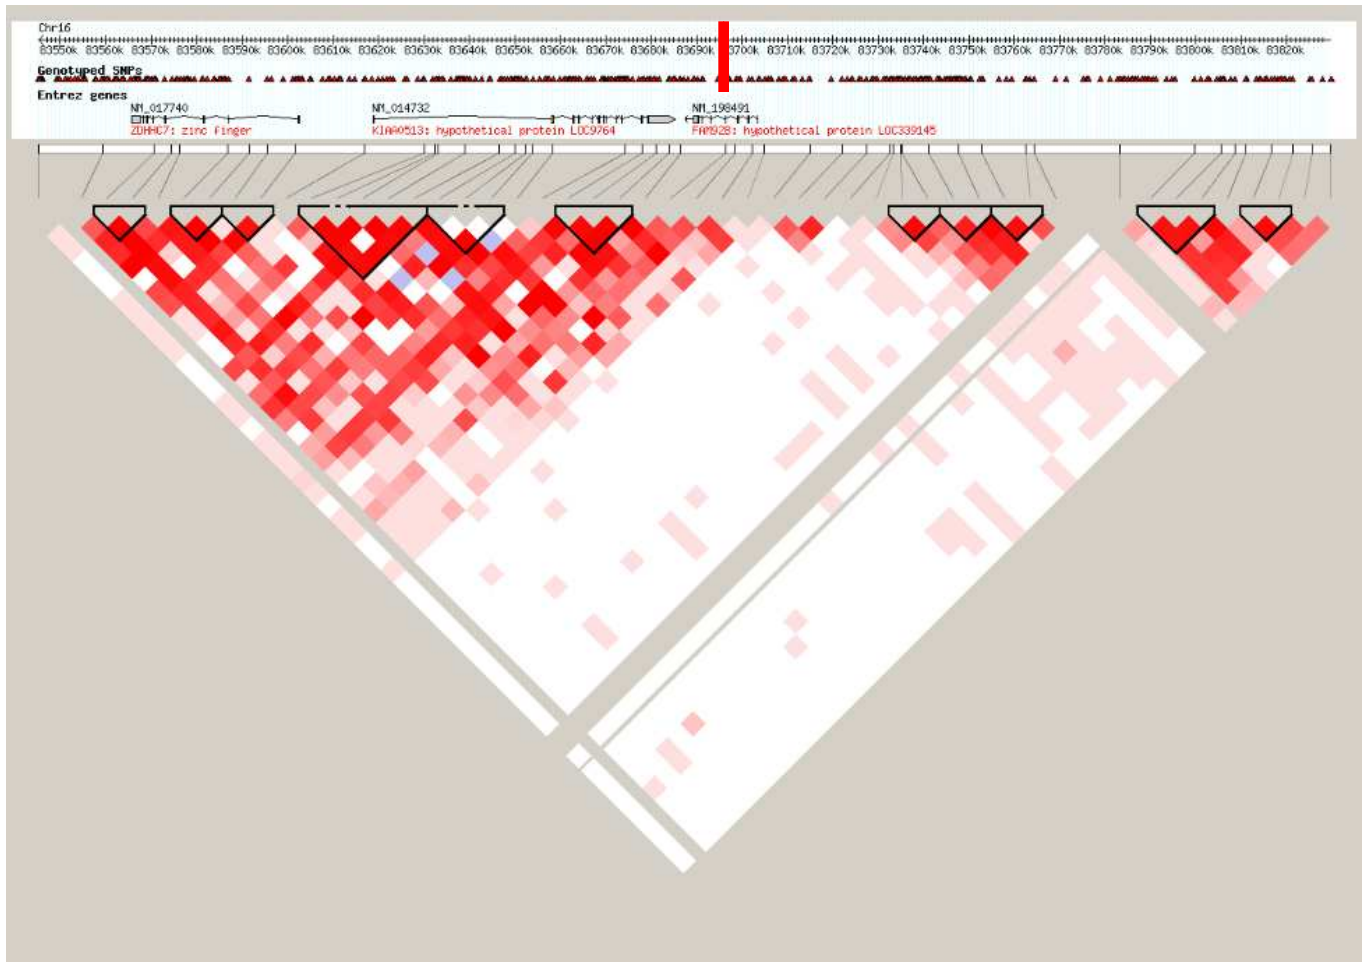 Chr16
83550k 83560k 83570k 83580k 83590k 83600k 83610k 83620k 83630k 83640k 83650k 83660k 83670k 83680k 83690k 83700k 83710k 83720k 83730k 83740k 83750k 83760k 83770k 83780k 83790k 83800k 83810k 83820k
Genotyped SNPs
Entrez genes
NM_017740 NM_014732 NM_198491
ZDHHC7: zinc finger KIAA0513: hypothetical protein LOC9764 FAM92B: hypothetical protein LOC339145